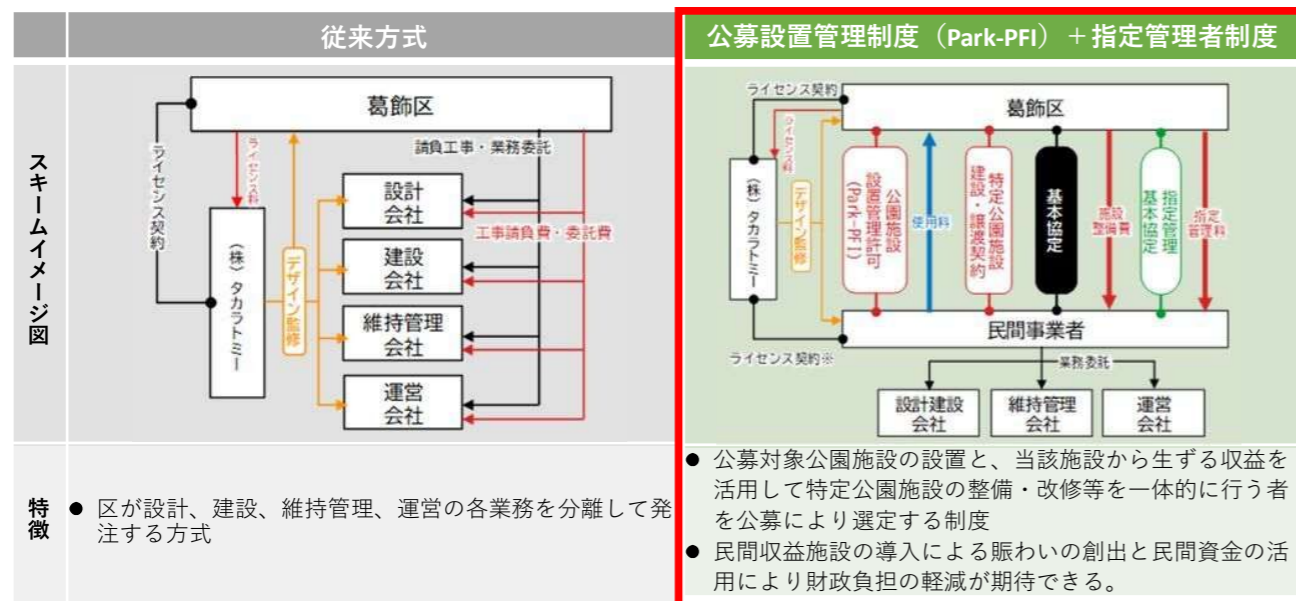 従来方式
公募設置管理制度（Park-PFI）＋指定管理者制度
スキームイメージ図
葛飾区
ライセンス契約
ライセンス料
請負工事・業務委託
設計
会社
工事請負費・委託費
（株）タカラトミー
デザイン監修
建設
会社
維持管理
会社
運営
会社
ライセンス契約
葛飾区
ライセンス料
（株）タカラトミー
デザイン監修
公園施設
設置管理許可
(Park-PFI)
使用料
特定公園施設
建設・譲渡契約
基本協定
施設
整備費
指定管理
基本協定
指定
管理料
民間事業者
ライセンス契約※
業務委託
設計建設
会社
維持管理
会社
運営
会社
特徴
● 区が設計、建設、維持管理、運営の各業務を分離して発
注する方式
● 公募対象公園施設の設置と、当該施設から生ずる収益を
活用して特定公園施設の整備・改修等を一体的に行う者
を公募により選定する制度
● 民間収益施設の導入による賑わいの創出と民間資金の活
用により財政負担の軽減が期待できる。